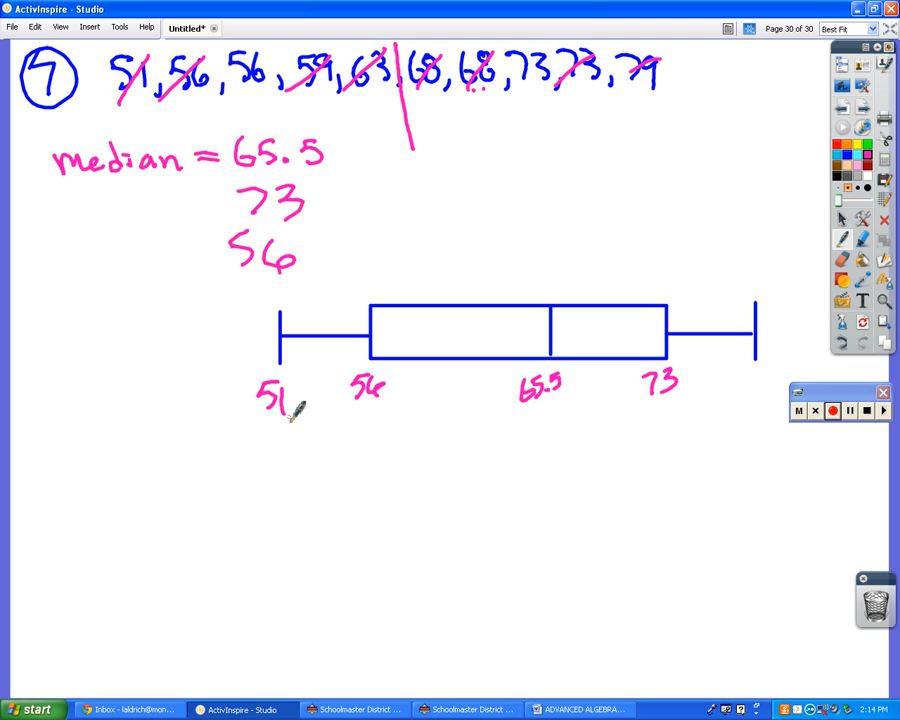 ActivInspire - Studio
File Edit View Insert Tools Help Untitled* Page 30 of 30 Best Fit
7 51, 56, 56, 59, 63, 68, 68, 73, 73, 79
median = 65.5
73
56
51 56 65.5 73
M
start Inbox - laldrich@mon... ActivInspire - Studio Schoolmaster District ... Schoolmaster District ... ADVANCED ALGEBRA... 2:14 PM